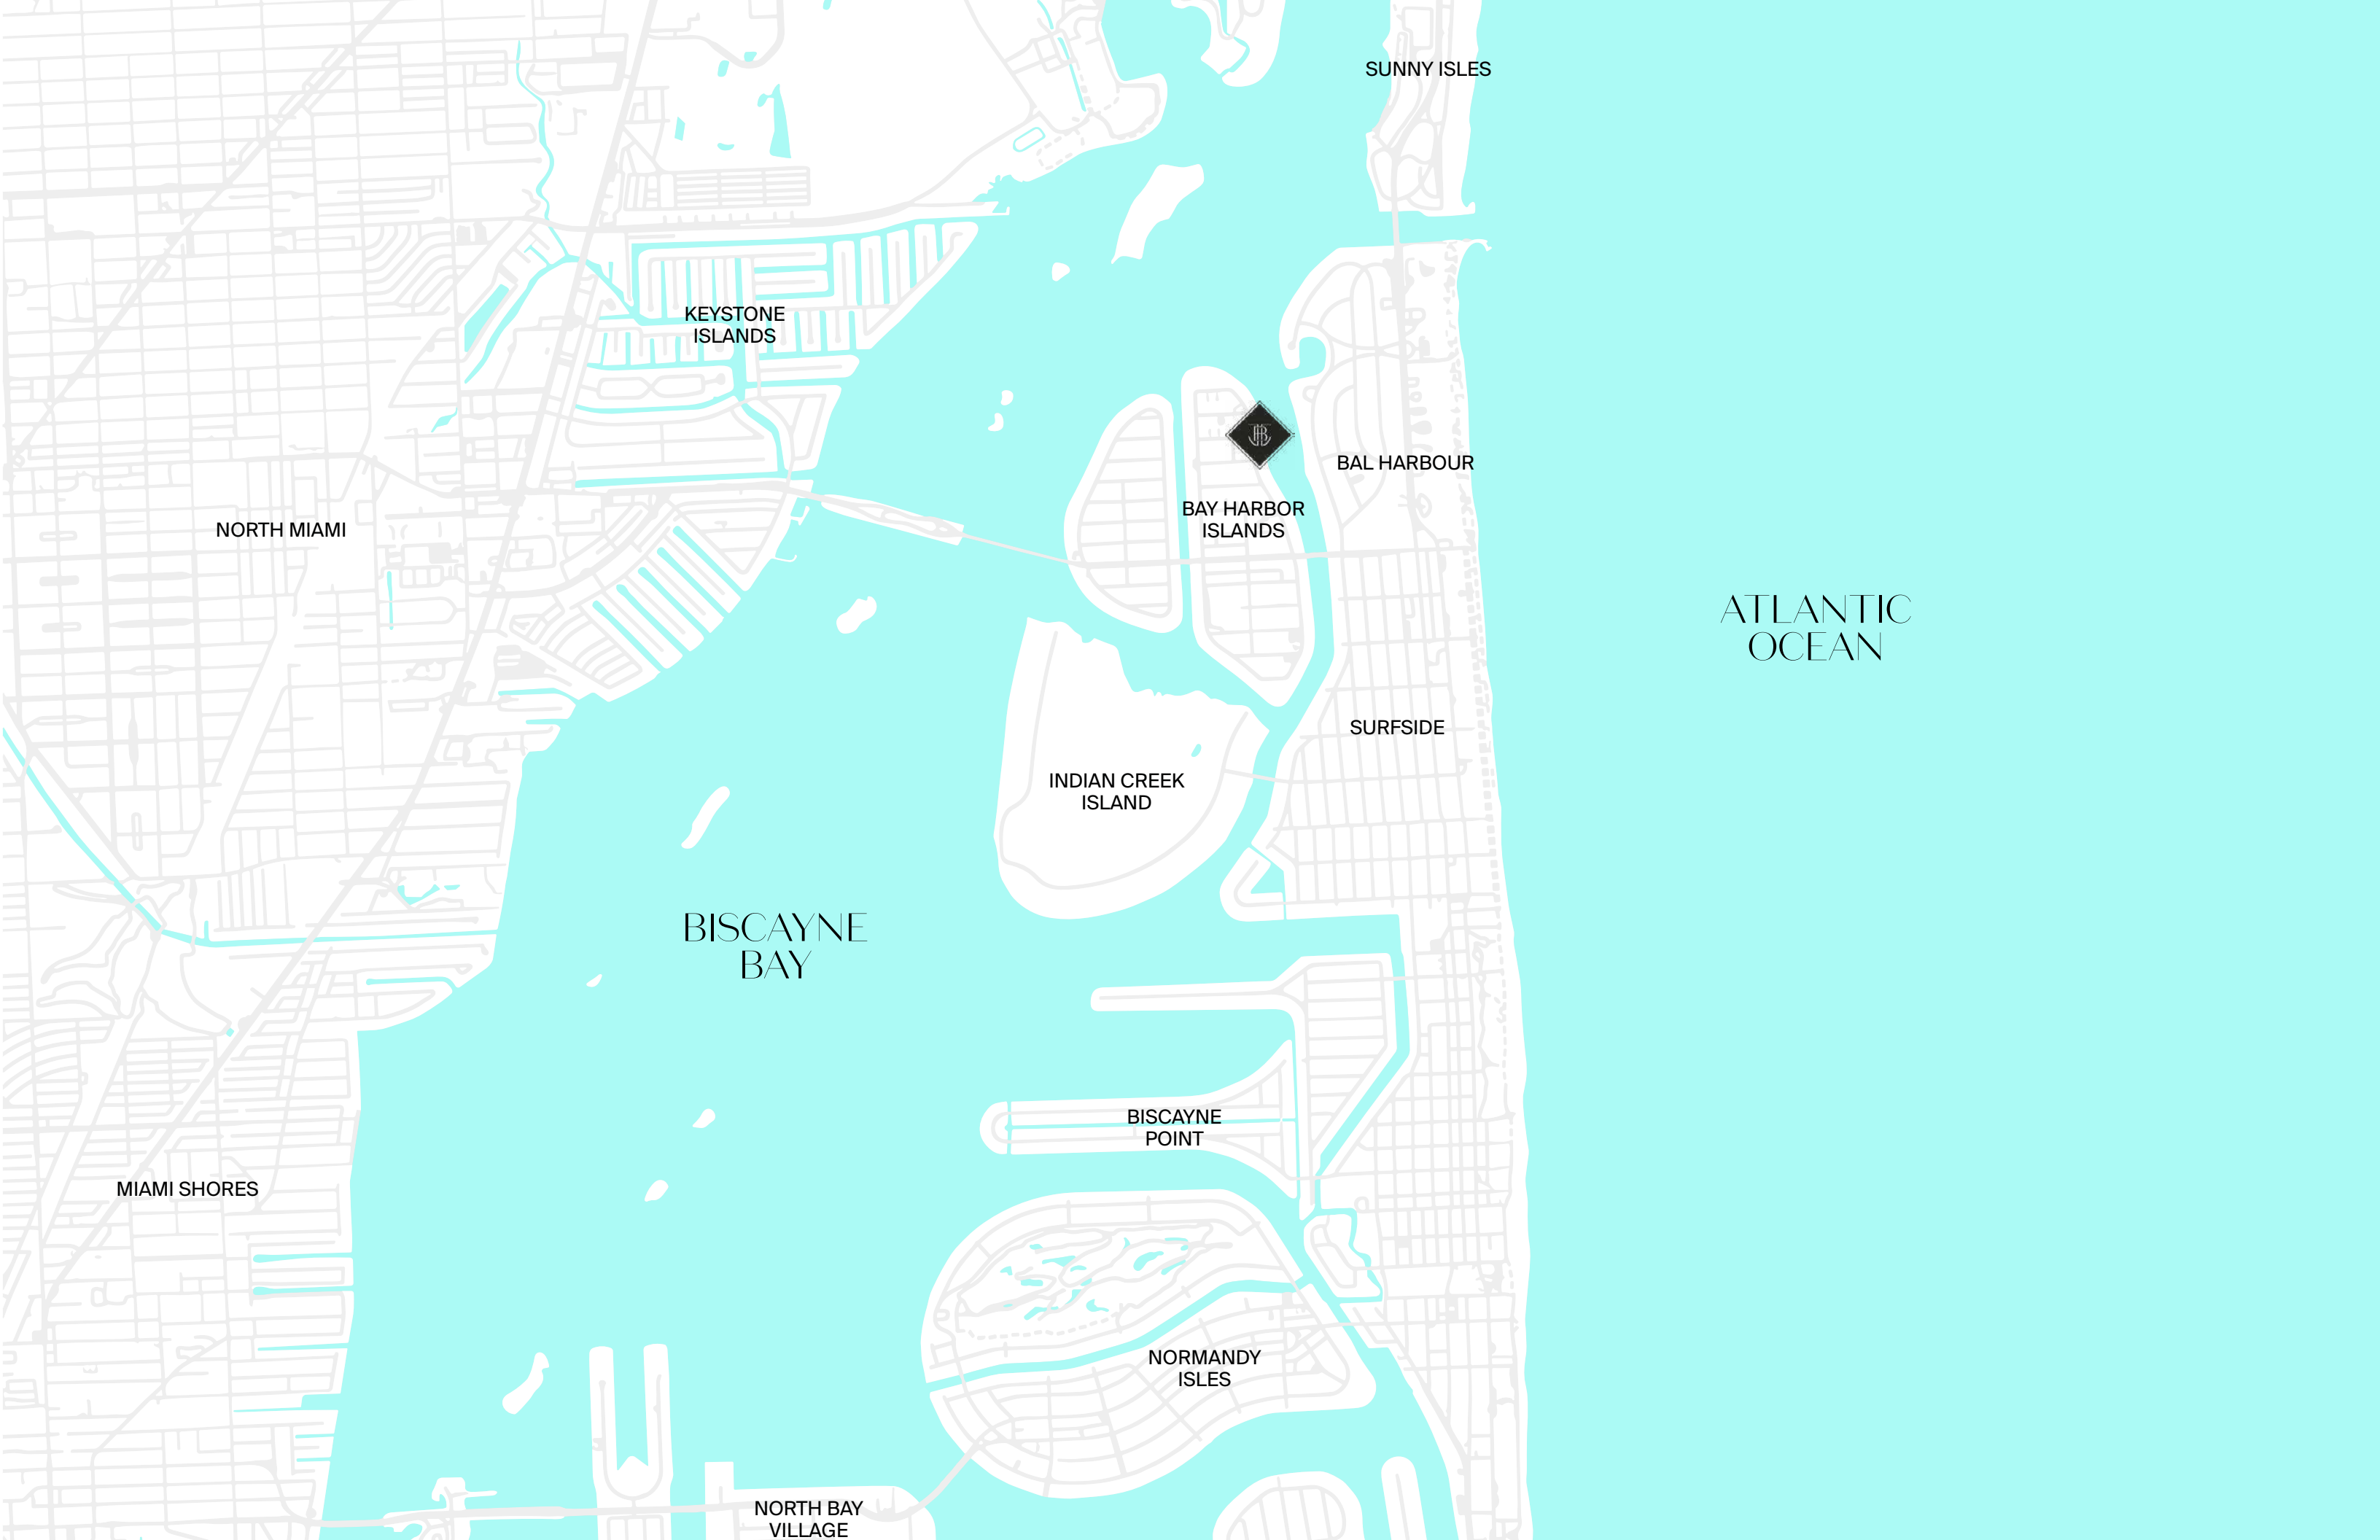 SUNNY ISLES
KEYSTONE
ISLANDS
BAL HARBOUR
BAY HARBOR
ISLANDS
NORTH MIAMI
ATLANTIC
OCEAN
SURFSIDE
INDIAN CREEK
ISLAND
BISCAYNE
BAY
BISCAYNE
POINT
MIAMI SHORES
NORMANDY
ISLES
NORTH BAY
VILLAGE